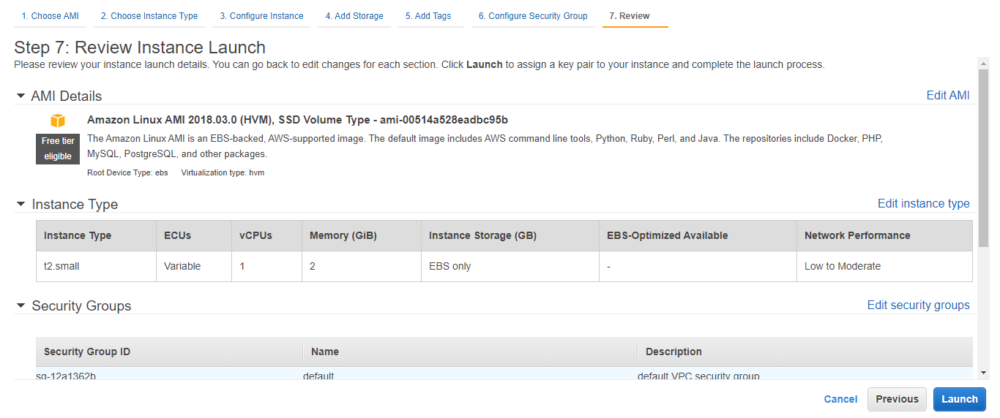 1. Choose AMI 2. Choose Instance Type 3. Configure Instance 4. Add Storage 5. Add Tags 6. Configure Security Group 7. Review
Step 7: Review Instance Launch
Please review your instance launch details. You can go back to edit changes for each section. Click Launch to assign a key pair to your instance and complete the launch process.
AMI Details Edit AMI
Amazon Linux AMI 2018.03.0 (HVM), SSD Volume Type - ami-00514a528eadbc95b
Free tier
eligible
The Amazon Linux AMI is an EBS-backed, AWS-supported image. The default image includes AWS command line tools, Python, Ruby, Perl, and Java. The repositories include Docker, PHP,
MySQL, PostgreSQL, and other packages.
Root Device Type: ebs Virtualization type: hvm
Instance Type Edit instance type
Instance Type ECUs vCPUs Memory (GiB) Instance Storage (GB) EBS-Optimized Available Network Performance
t2.small Variable 1 2 EBS only - Low to Moderate
Security Groups Edit security groups
Security Group ID Name Description
sg-12a1362b default default VPC security group
Cancel Previous Launch